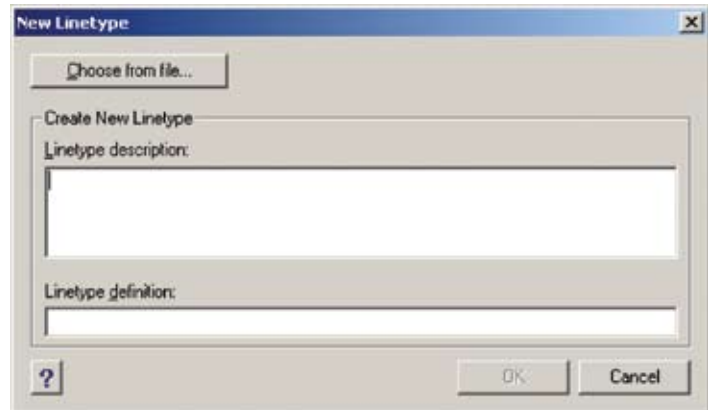 New Linetype
Choose from file...
Create New Linetype
Linetype description:
Linetype definition:
?
OK
Cancel